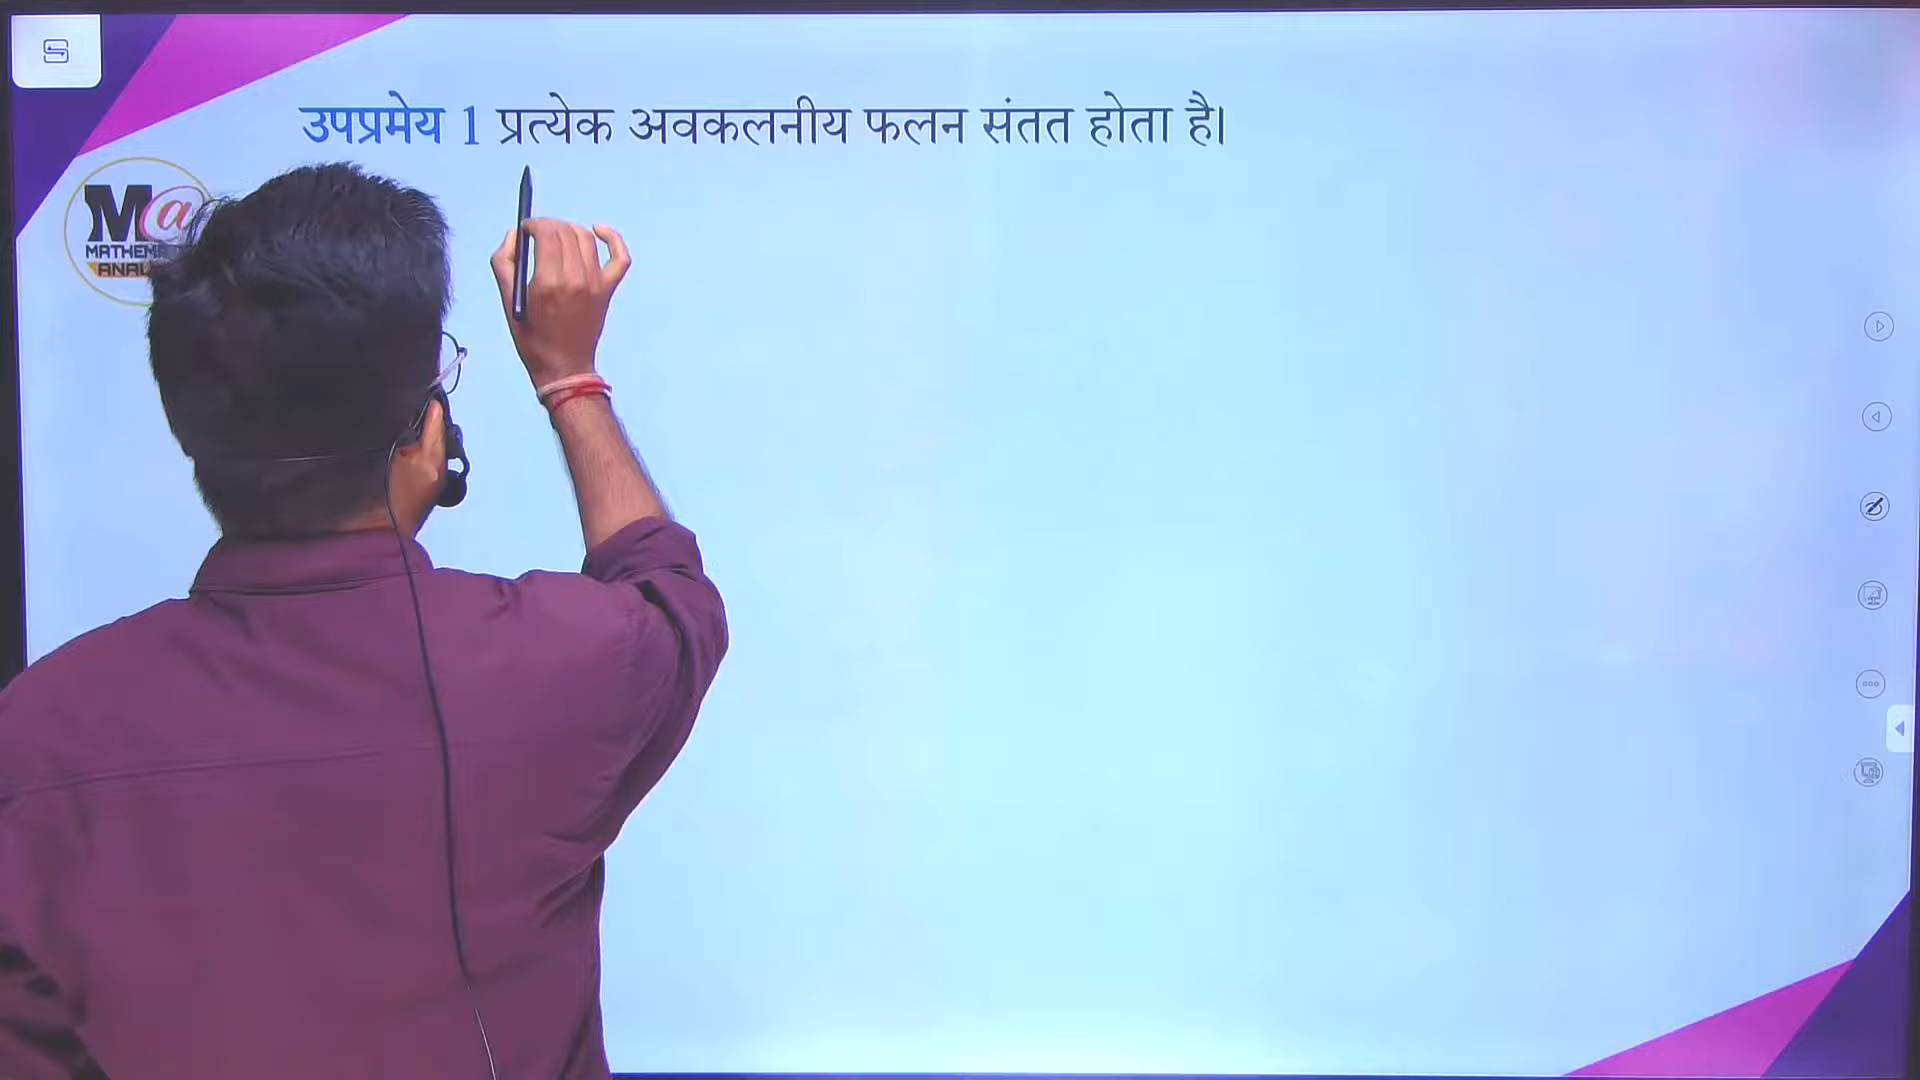 उपप्रमेय 1 प्रत्येक अवकलनीय फलन संतत होता है।
M@